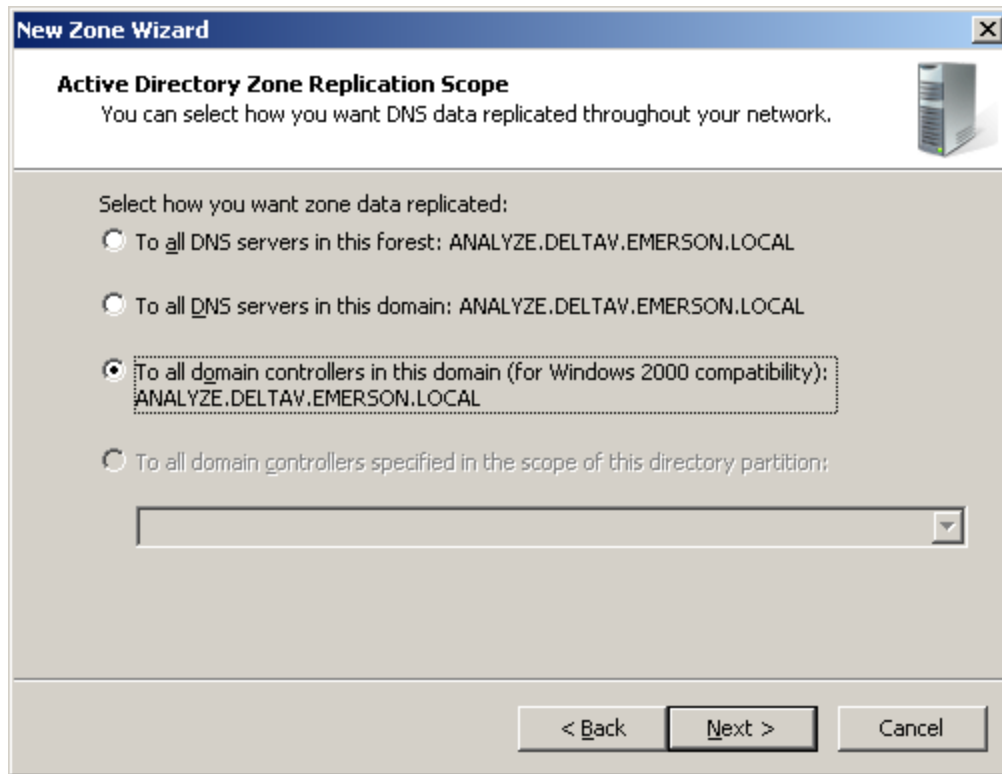 New Zone Wizard
Active Directory Zone Replication Scope
You can select how you want DNS data replicated throughout your network.
Select how you want zone data replicated:
To all DNS servers in this forest: ANALYZE.DELTAV.EMERSON.LOCAL
To all DNS servers in this domain: ANALYZE.DELTAV.EMERSON.LOCAL
To all domain controllers in this domain (for Windows 2000 compatibility):
ANALYZE.DELTAV.EMERSON.LOCAL
To all domain controllers specified in the scope of this directory partition:
< Back Next > Cancel